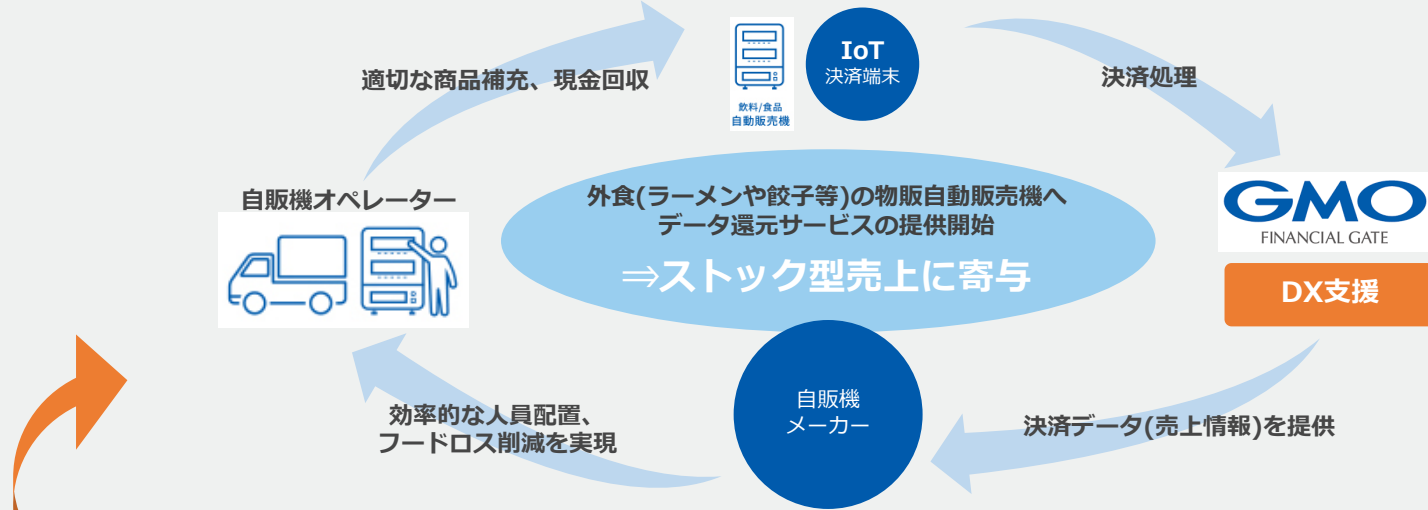 IoT
決済端末
飲料/食品
自動販売機
適切な商品補充、現金回収
決済処理
自販機オペレーター
外食(ラーメンや餃子等)の物販自動販売機へ
データ還元サービスの提供開始
⇒ストック型売上に寄与
GMO
FINANCIAL GATE
DX支援
自販機
メーカー
効率的な人員配置、
フードロス削減を実現
決済データ(売上情報)を提供